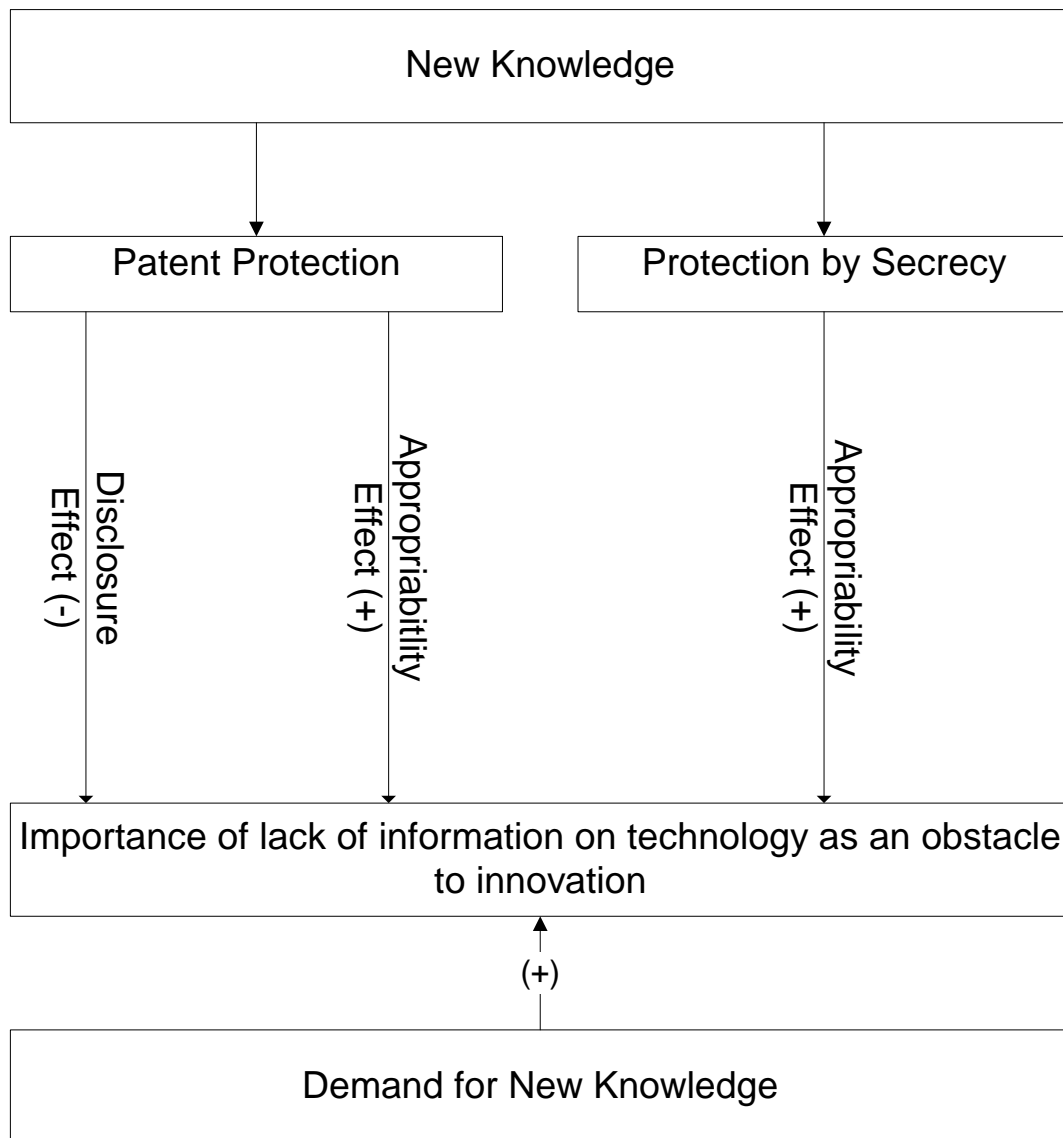 New Knowledge
Patent Protection
Protection by Secrecy
Disclosure
Effect (-)
Appropriabitlity
Effect (+)
Appropriability
Effect (+)
Importance of lack of information on technology as an obstacle
to innovation
(+)
Demand for New Knowledge